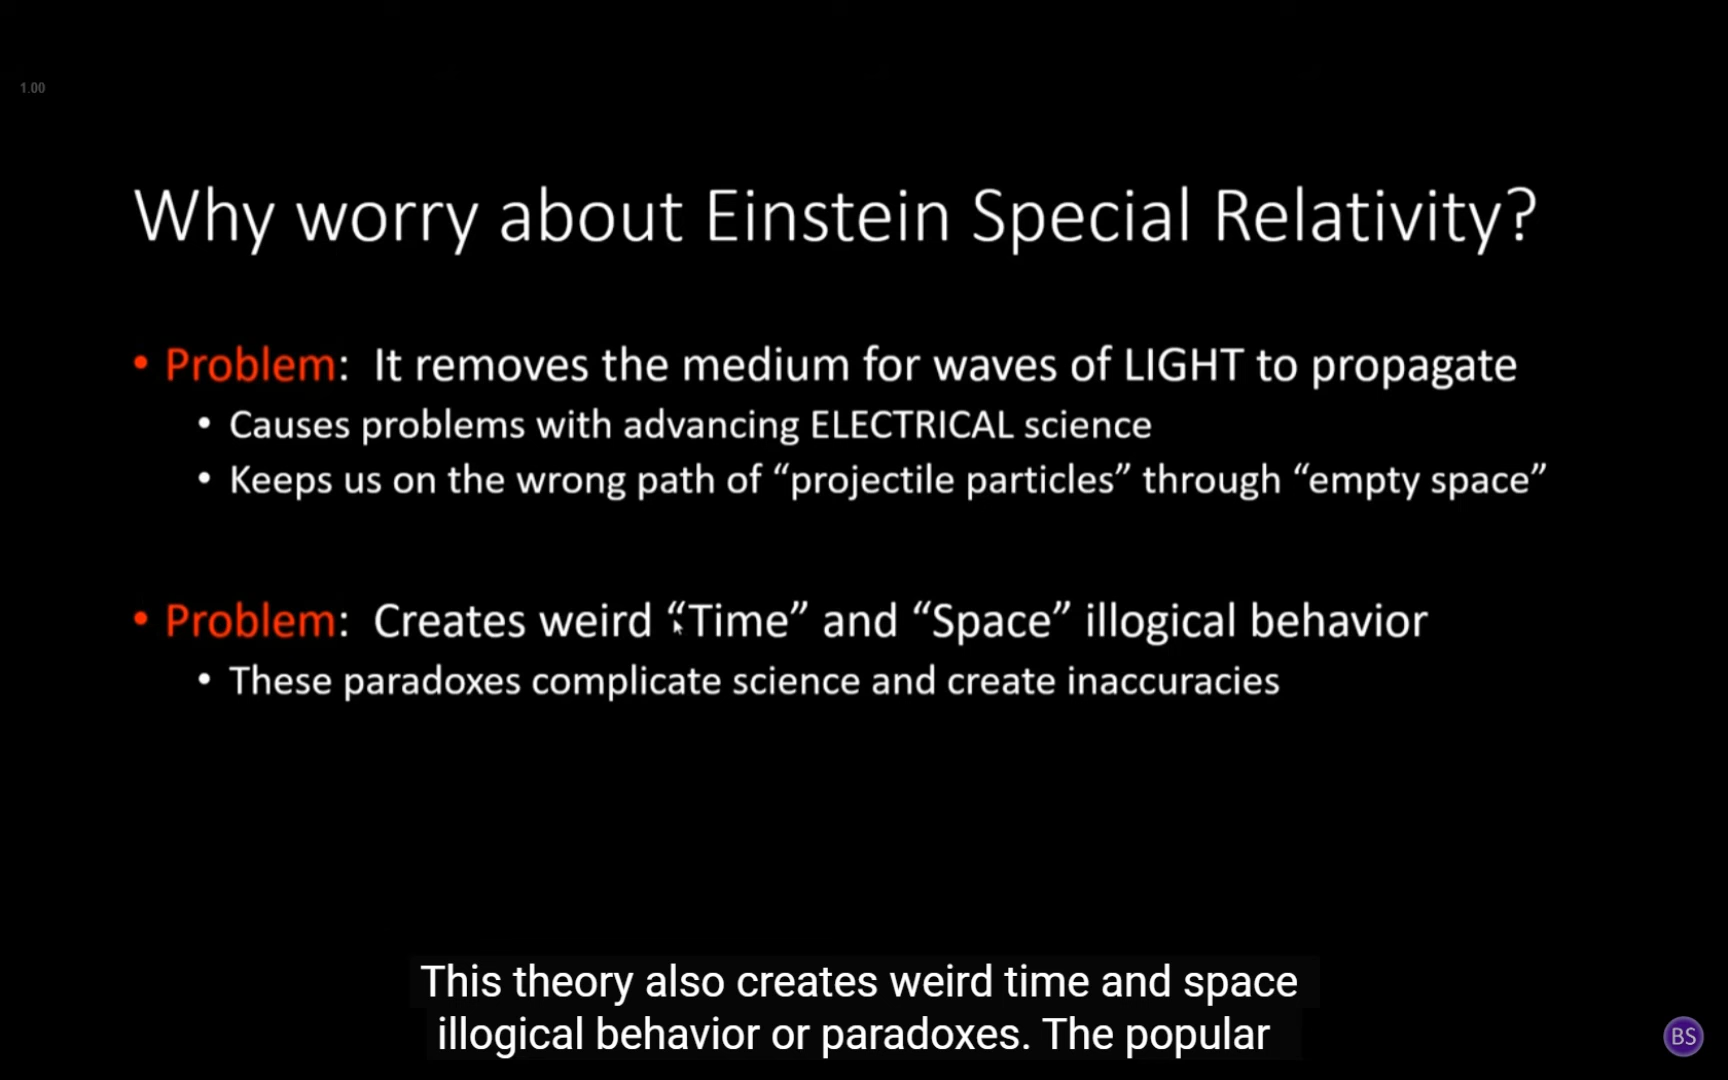 1.00
Why worry about Einstein Special Relativity?
• Problem: It removes the medium for waves of LIGHT to propagate
• Causes problems with advancing ELECTRICAL science
• Keeps us on the wrong path of “projectile particles” through “empty space”
• Problem: Creates weird “Time” and “Space” illogical behavior
• These paradoxes complicate science and create inaccuracies
This theory also creates weird time and space
illogical behavior or paradoxes. The popular
BS